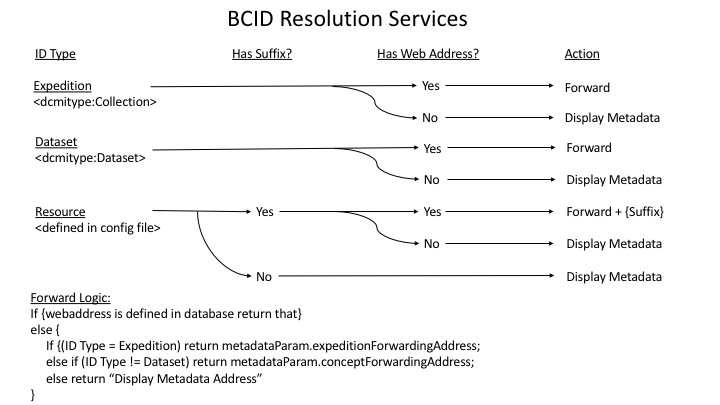 BCID Resolution Services
ID Type Has Suffix? Has Web Address? Action
Expedition Yes Forward
<dcmitype:Collection>
No Display Metadata
Dataset Yes Forward
<dcmitype:Dataset>
No Display Metadata
Resource Yes Yes Forward + {Suffix}
<defined in config file>
No Display Metadata
No Display Metadata
Forward Logic:
If {webaddress is defined in database return that}
else {
If {(ID Type = Expedition) return metadataParam.expeditionForwardingAddress;
else if (ID Type != Dataset) return metadataParam.conceptForwardingAddress;
else return “Display Metadata Address”
}